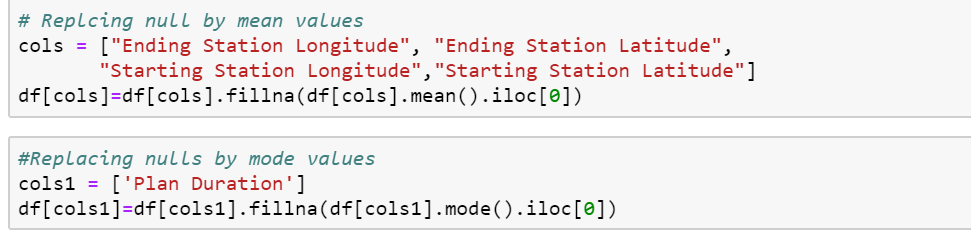 # Replcing null by mean values
cols = ["Ending Station Longitude", "Ending Station Latitude",
"Starting Station Longitude","Starting Station Latitude"]
df[cols]=df[cols].fillna(df[cols].mean().iloc[0])
#Replacing nulls by mode values
cols1 = ['Plan Duration']
df[cols1]=df[cols1].fillna(df[cols1].mode().iloc[0])